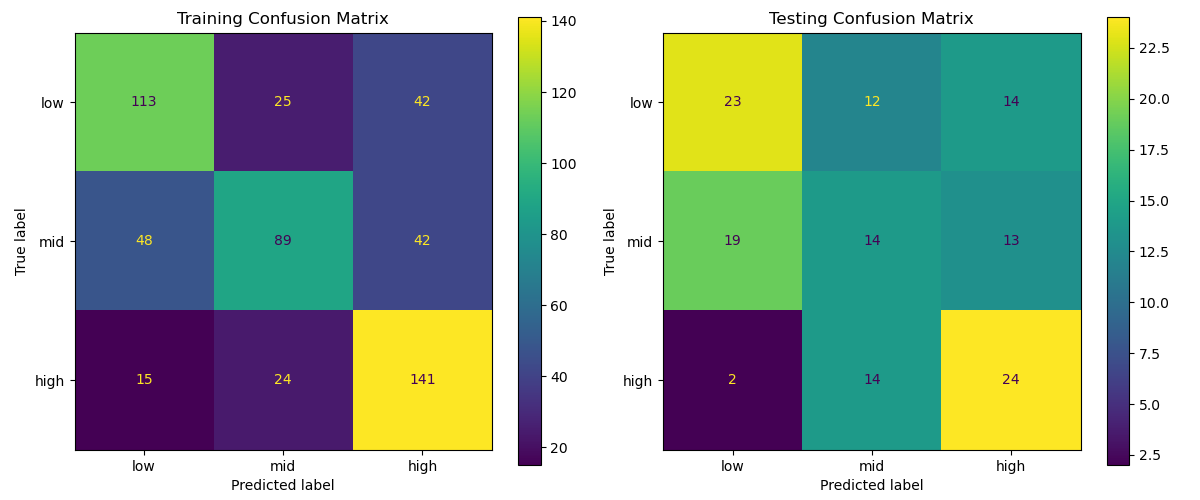 Training Confusion Matrix
True label
low
mid
high
113 25 42
48 89 42
15 24 141
low mid high
Predicted label
140
120
100
80
60
40
20
Testing Confusion Matrix
True label
low
mid
high
23 12 14
19 14 13
2 14 24
low mid high
Predicted label
22.5
20.0
17.5
15.0
12.5
10.0
7.5
5.0
2.5